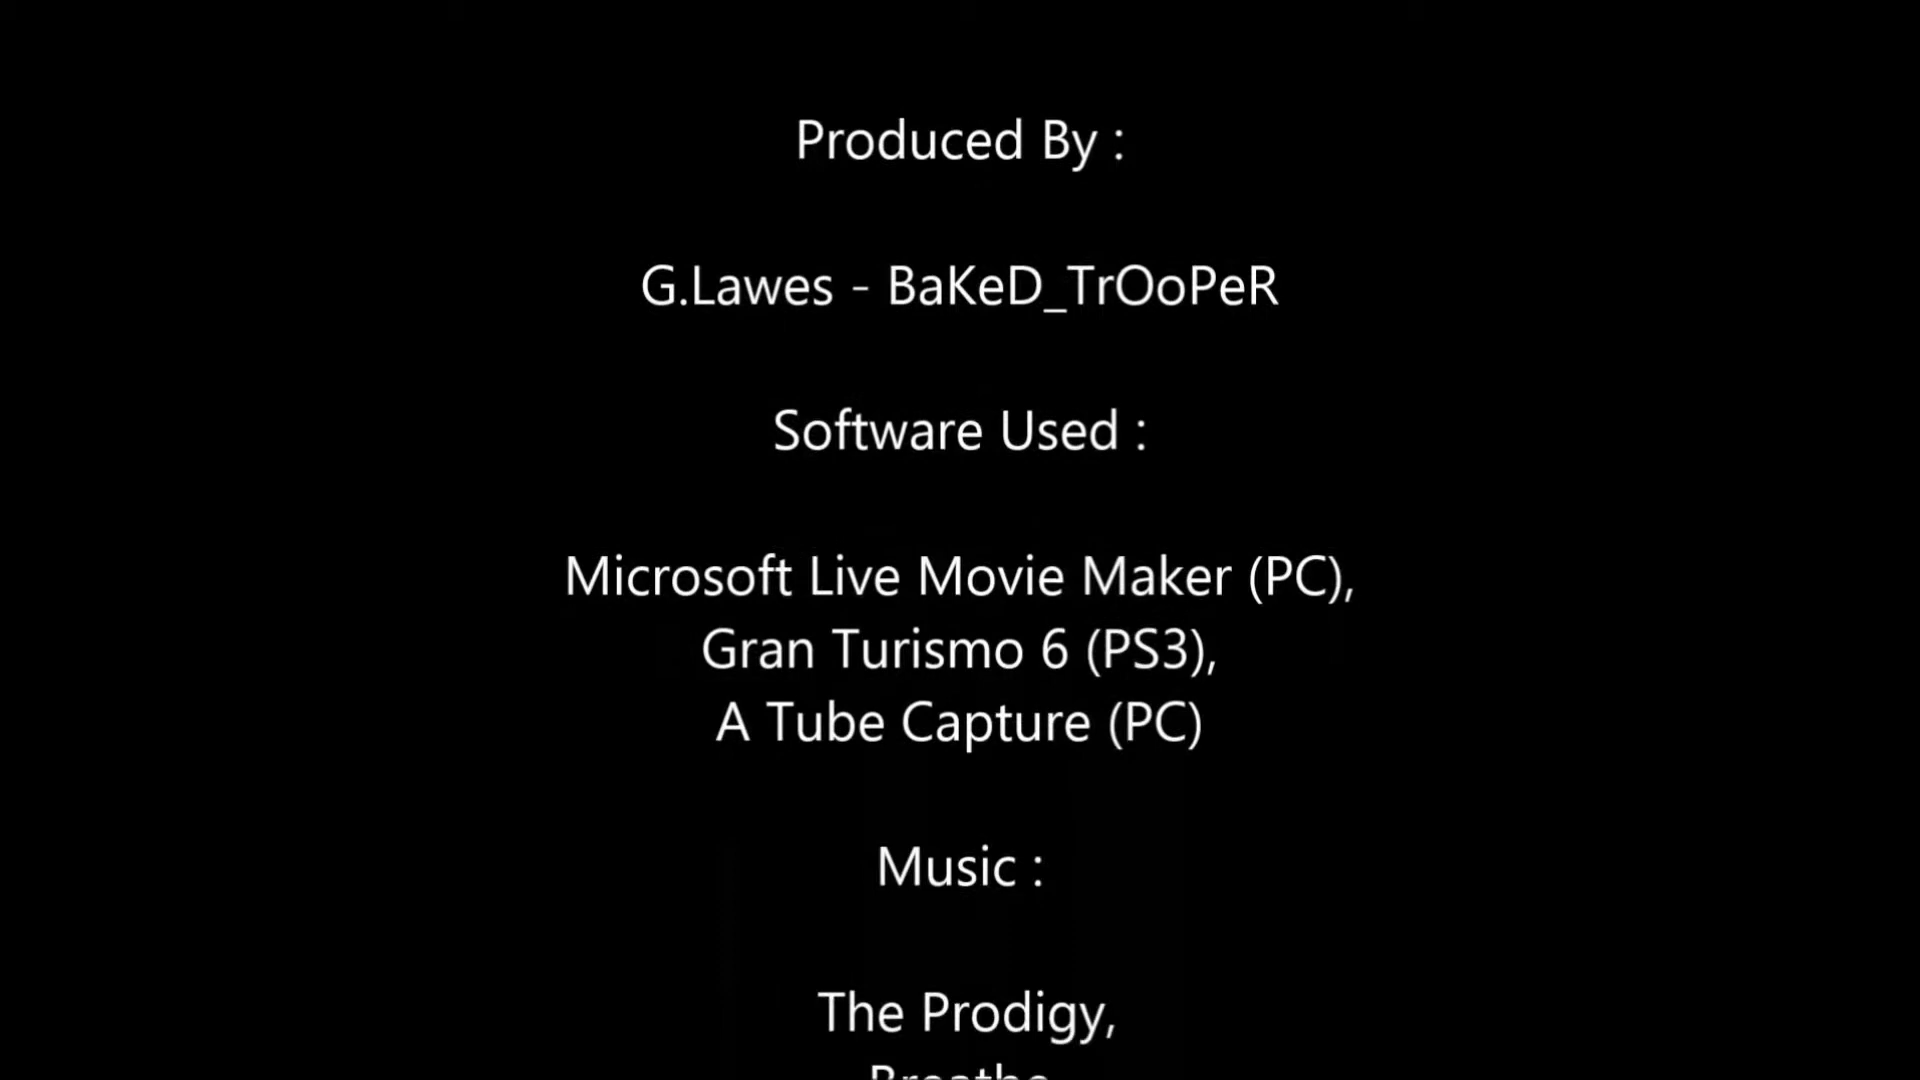 Produced By :
G.Lawes - BaKeD_TrOoPeR
Software Used :
Microsoft Live Movie Maker (PC),
Gran Turismo 6 (PS3),
A Tube Capture (PC)
Music :
The Prodigy,
Breathe